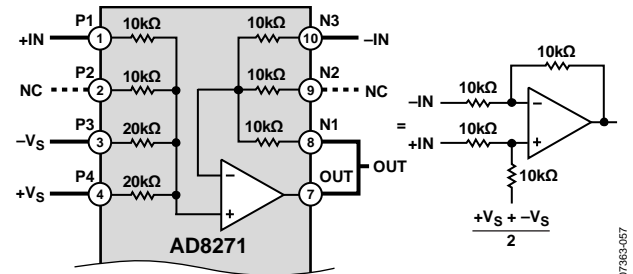 P1
+IN
1
10kΩ
10kΩ
N3
10
–IN
P2
NC
2
10kΩ
10kΩ
N2
9
NC
P3
–VS
3
20kΩ
10kΩ
N1
8
P4
+VS
4
20kΩ
–
+
OUT
7
OUT
AD8271
=
10kΩ
–IN
10kΩ
–
+IN
10kΩ
+
10kΩ
+VS + –VS
2
07363-057